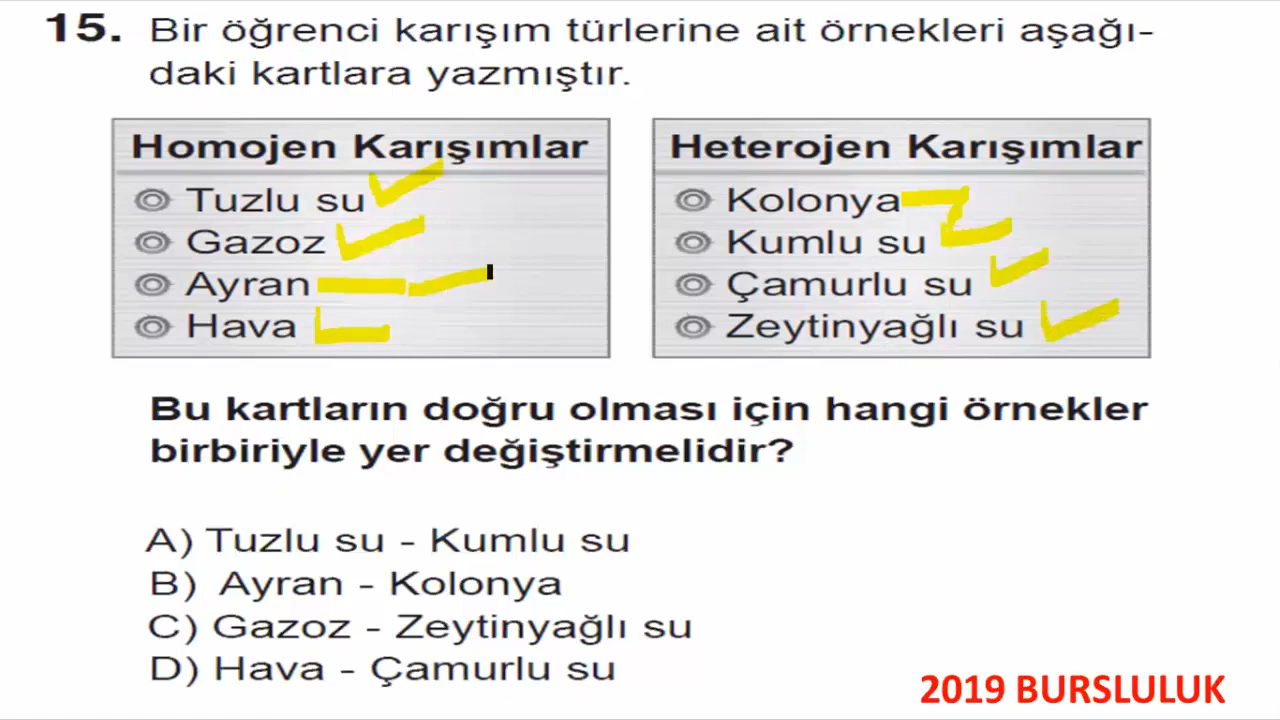 15. Bir öğrenci karışım türlerine ait örnekleri aşağı-
daki kartlara yazmıştır.
Homojen Karışımlar
Tuzlu su
Gazoz
Ayran
Hava
Heterojen Karışımlar
Kolonya
Kumlu su
Çamurlu su
Zeytinyağlı su
Bu kartların doğru olması için hangi örnekler
birbiriyle yer değiştirmelidir?
A) Tuzlu su - Kumlu su
B) Ayran - Kolonya
C) Gazoz - Zeytinyağlı su
D) Hava - Çamurlu su
2019 BURSLULUK